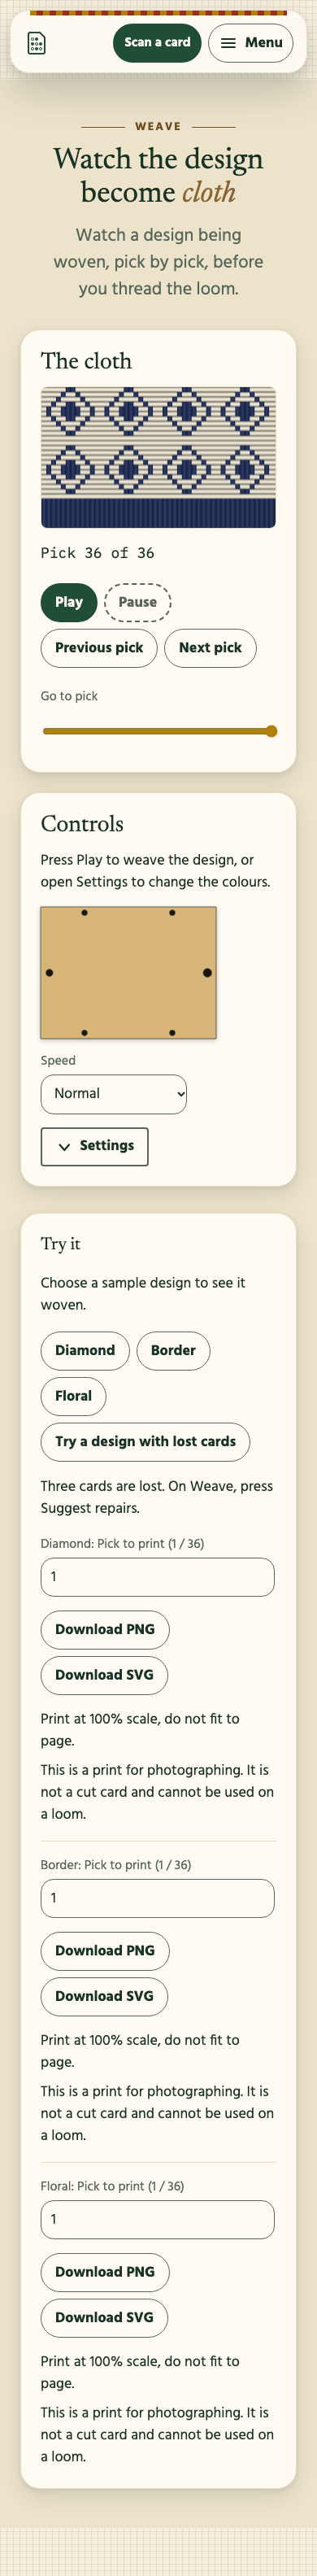 Scan a card
Menu
WEAVE
Watch the design
become cloth
Watch a design being
woven, pick by pick, before
you thread the loom.
The cloth
Pick 36 of 36
Play
Pause
Previous pick
Next pick
Go to pick
Controls
Press Play to weave the design, or
open Settings to change the colours.
Speed
Normal
Settings
Try it
Choose a sample design to see it
woven.
Diamond
Border
Floral
Try a design with lost cards
Three cards are lost. On Weave, press
Suggest repairs.
Diamond: Pick to print (1 / 36)
1
Download PNG
Download SVG
Print at 100% scale, do not fit to
page.
This is a print for photographing. It is
not a cut card and cannot be used on
a loom.
Border: Pick to print (1 / 36)
1
Download PNG
Download SVG
Print at 100% scale, do not fit to
page.
This is a print for photographing. It is
not a cut card and cannot be used on
a loom.
Floral: Pick to print (1 / 36)
1
Download PNG
Download SVG
Print at 100% scale, do not fit to
page.
This is a print for photographing. It is
not a cut card and cannot be used on
a loom.